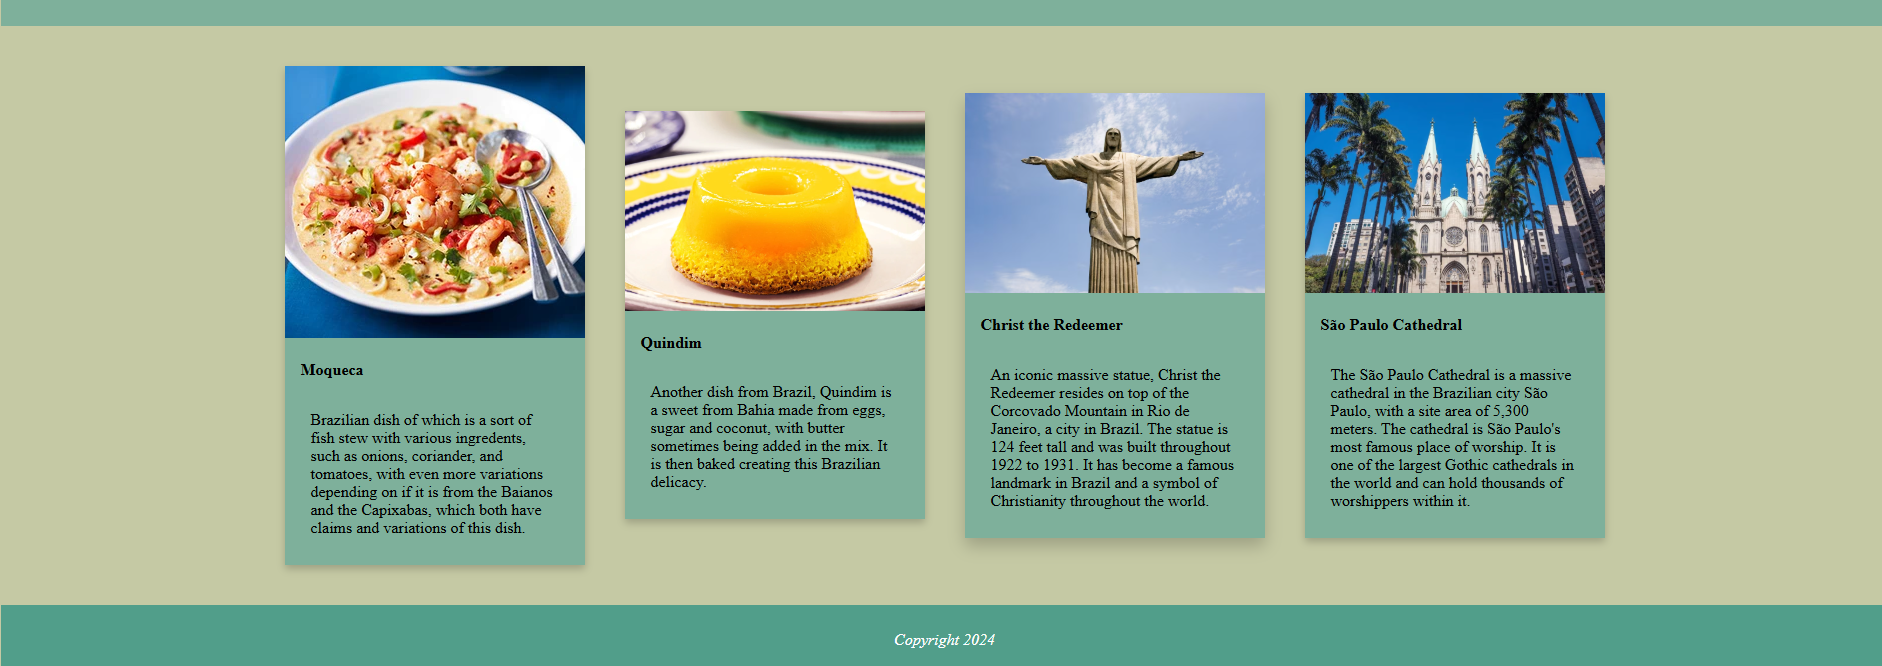 Moqueca
Brazilian dish of which is a sort of
fish stew with various ingredents,
such as onions, coriander, and
tomatoes, with even more variations
depending on if it is from the Baianos
and the Capixabas, which both have
claims and variations of this dish.
Quindim
Another dish from Brazil, Quindim is
a sweet from Bahia made from eggs,
sugar and coconut, with butter
sometimes being added in the mix. It
is then baked creating this Brazilian
delicacy.
Christ the Redeemer
An iconic massive statue, Christ the
Redeemer resides on top of the
Corcovado Mountain in Rio de
Janeiro, a city in Brazil. The statue is
124 feet tall and was built throughout
1922 to 1931. It has become a famous
landmark in Brazil and a symbol of
Christianity throughout the world.
São Paulo Cathedral
The São Paulo Cathedral is a massive
cathedral in the Brazilian city São
Paulo, with a site area of 5,300
meters. The cathedral is São Paulo's
most famous place of worship. It is
one of the largest Gothic cathedrals in
the world and can hold thousands of
worshippers within it.
Copyright 2024